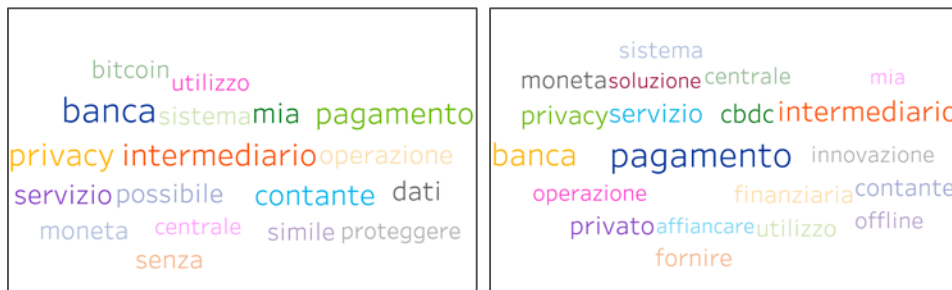 bitcoin
utilizzo
banca sistema mia pagamento
privacy intermediario operazione
servizio possibile contante dati
moneta centrale simile proteggere
senza
sistema
moneta soluzione centrale mia
privacy servizio cbdc intermediario
banca pagamento innovazione
operazione finanziaria contante
privato affiancare utilizzo offline
fornire